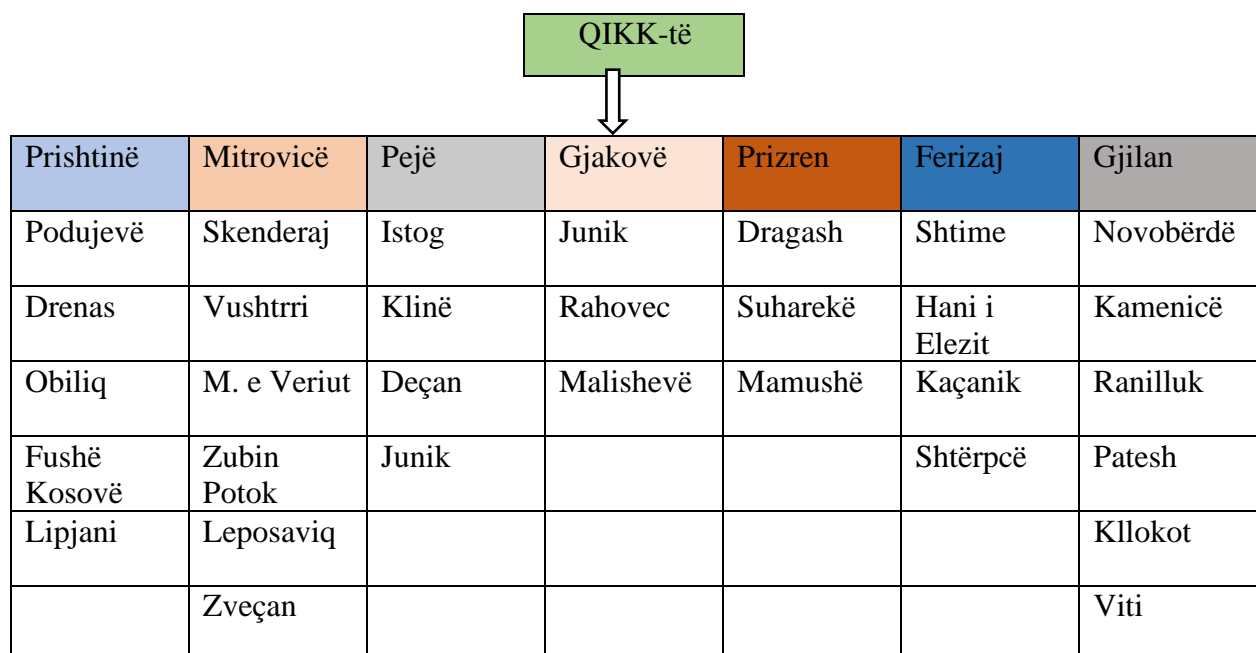 QIKK-të
Prishtinë Mitrovicë Pejë Gjakovë Prizren Ferizaj Gjilan
Podujevë Skenderaj Istog Junik Dragash Shtime Novobërdë
Drenas Vushtrri Klinë Rahovec Suharekë Hani i Kamenicë
Elezit
Obiliq M. e Veriut Deçan Malishevë Mamushë Kaçanik Ranilluk
Fushë Zubin Junik Shtërpcë Patesh
Kosovë Potok
Lipjani Leposaviq Kllokot
Zveçan Viti